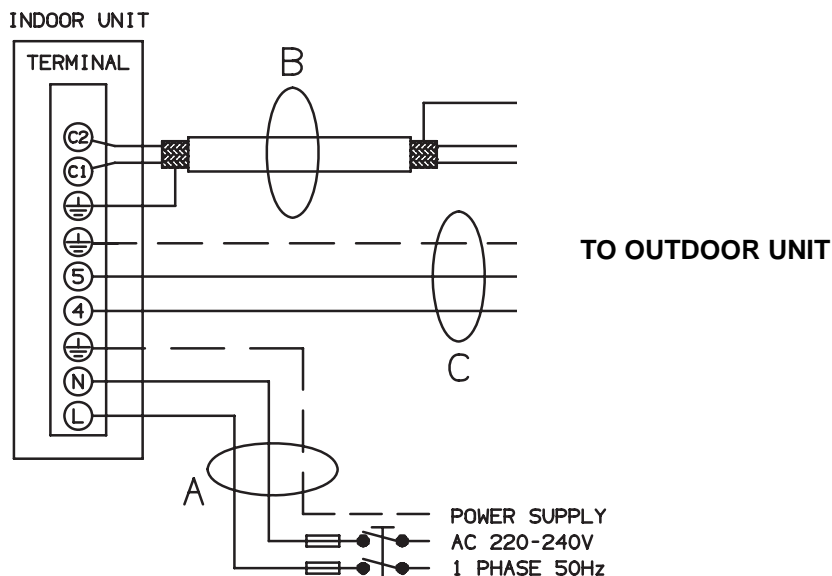 INDOOR UNIT
TERMINAL
B
C2
C1
TO OUTDOOR UNIT
5
4
C
N
L
A
POWER SUPPLY
AC 220-240V
1 PHASE 50Hz